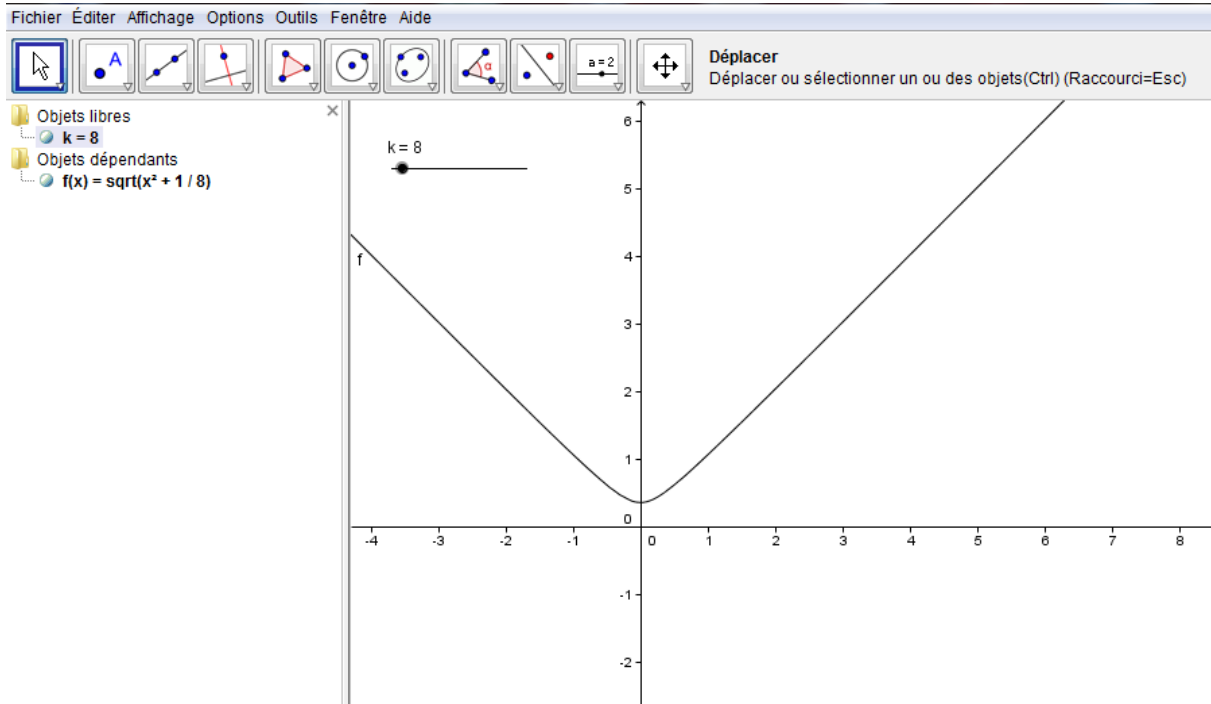 Fichier Éditer Affichage Options Outils Fenêtre Aide
A
α
a = 2
Déplacer
Déplacer ou sélectionner un ou des objets(Ctrl) (Raccourci=Esc)
Objets libres
k = 8
Objets dépendants
f(x) = sqrt(x² + 1 / 8)
k = 8
f
6
5
4
3
2
1
0
-1
-2
-4 -3 -2 -1 0 1 2 3 4 5 6 7 8